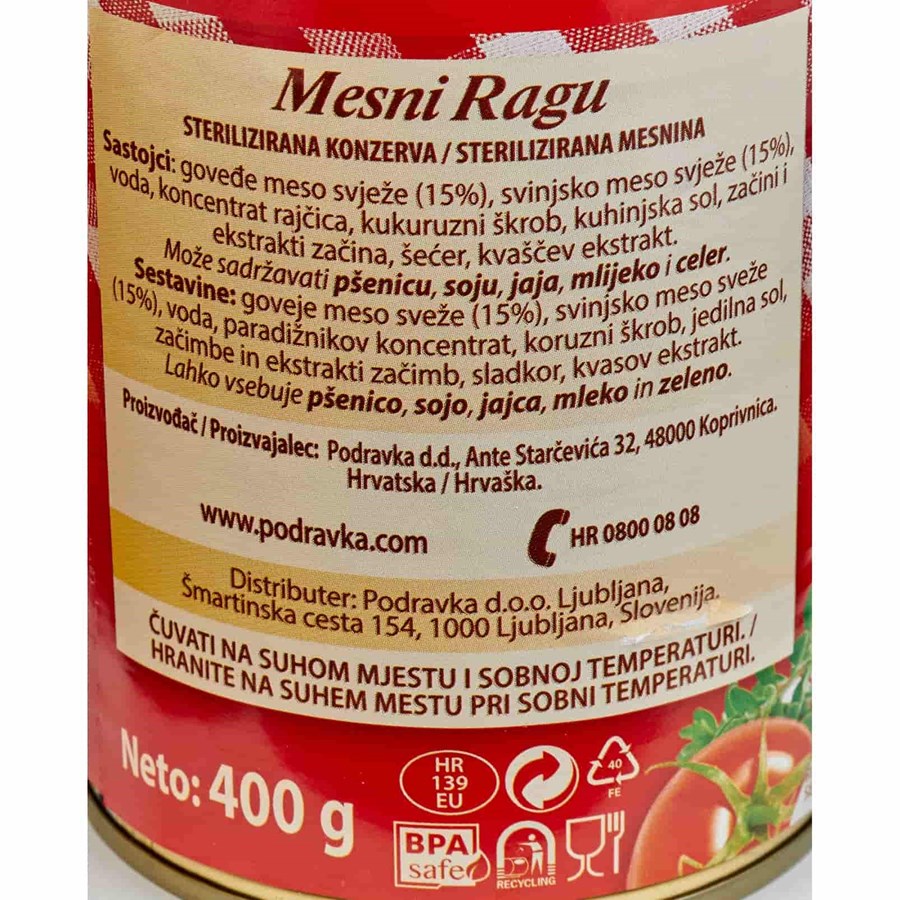 Mesni Ragu
STERILIZIRANA KONZERVA / STERILIZIRANA MESNINA
Sastojci: goveđe meso svježe (15%), svinjsko meso svježe (15%),
voda, koncentrat rajčica, kukuruzni škrob, kuhinjska sol, začini i
ekstrakti začina, šećer, kvaščev ekstrakt.
Može sadržavati pšenicu, soju, jaja, mlijeko i celer.
Sestavine: goveje meso sveže (15%), svinjsko meso sveže
(15%), voda, paradižnikov koncentrat, koruzni škrob, jedilna sol,
začimbe in ekstrakti začimb, sladkor, kvasov ekstrakt.
Lahko vsebuje pšenico, sojo, jajca, mleko in zeleno.
Proizvođač / Proizvajalec: Podravka d.d., Ante Starčevića 32, 48000 Koprivnica.
Hrvatska / Hrvaška.
www.podravka.com
HR 0800 08 08
Distributer: Podravka d.o.o. Ljubljana,
Šmartinska cesta 154, 1000 Ljubljana, Slovenija.
ČUVATI NA SUHOM MJESTU I SOBNOJ TEMPERATURI. /
HRANITE NA SUHEM MESTU PRI SOBNI TEMPERATURI.
Neto: 400 g
HR
139
EU
40
FE
BPA
safe
RECYCLING